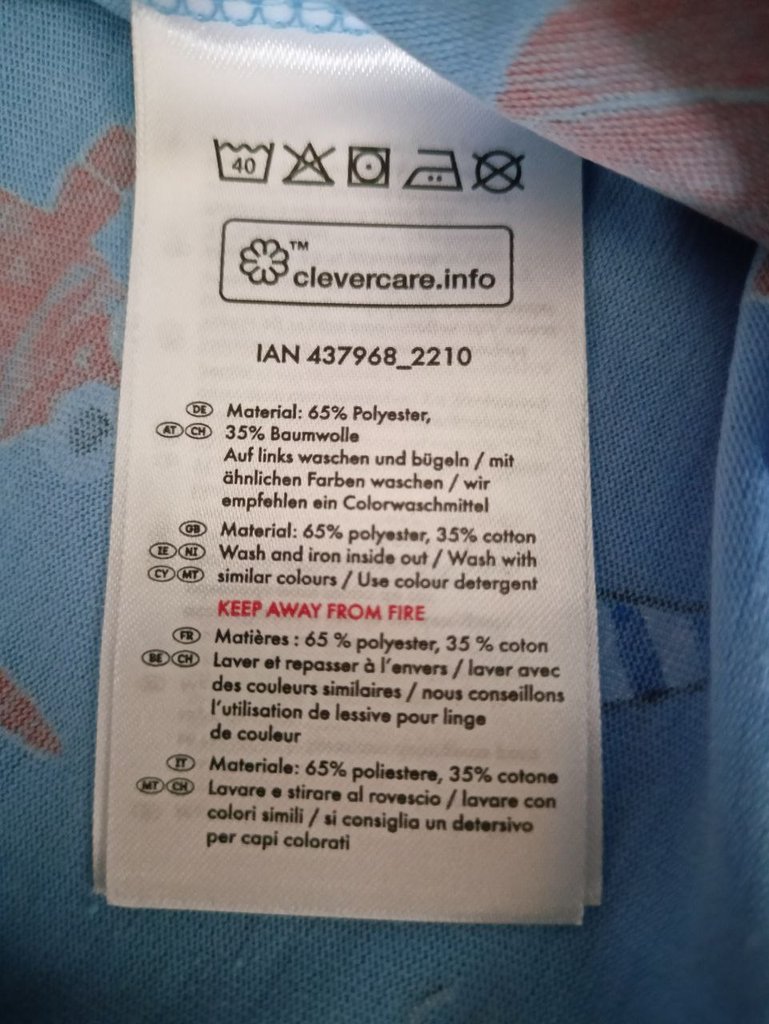 40
clevercare.info™
IAN 437968_2210
DE Material: 65% Polyester,
AT CH 35% Baumwolle
Auf links waschen und bügeln / mit
ähnlichen Farben waschen / wir
empfehlen ein Colorwaschmittel
GB Material: 65% polyester, 35% cotton
IE NI Wash and iron inside out / Wash with
CY MT similar colours / Use colour detergent
KEEP AWAY FROM FIRE
FR Matières : 65 % polyester, 35 % coton
BE CH Laver et repasser à l'envers / laver avec
des couleurs similaires / nous conseillons
l'utilisation de lessive pour linge
de couleur
IT Materiale: 65% poliestere, 35% cotone
MT CH Lavare e stirare al rovescio / lavare con
colori simili / si consiglia un detersivo
per capi colorati